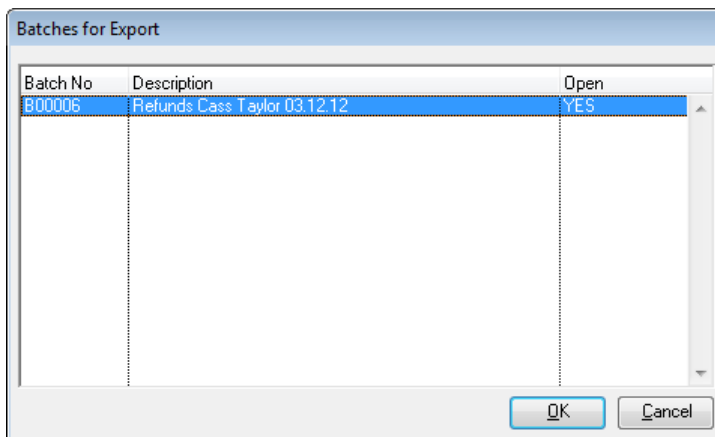 Batches for Export
Batch No Description Open
B00006 Refunds Cass Taylor 03.12.12 YES
OK Cancel